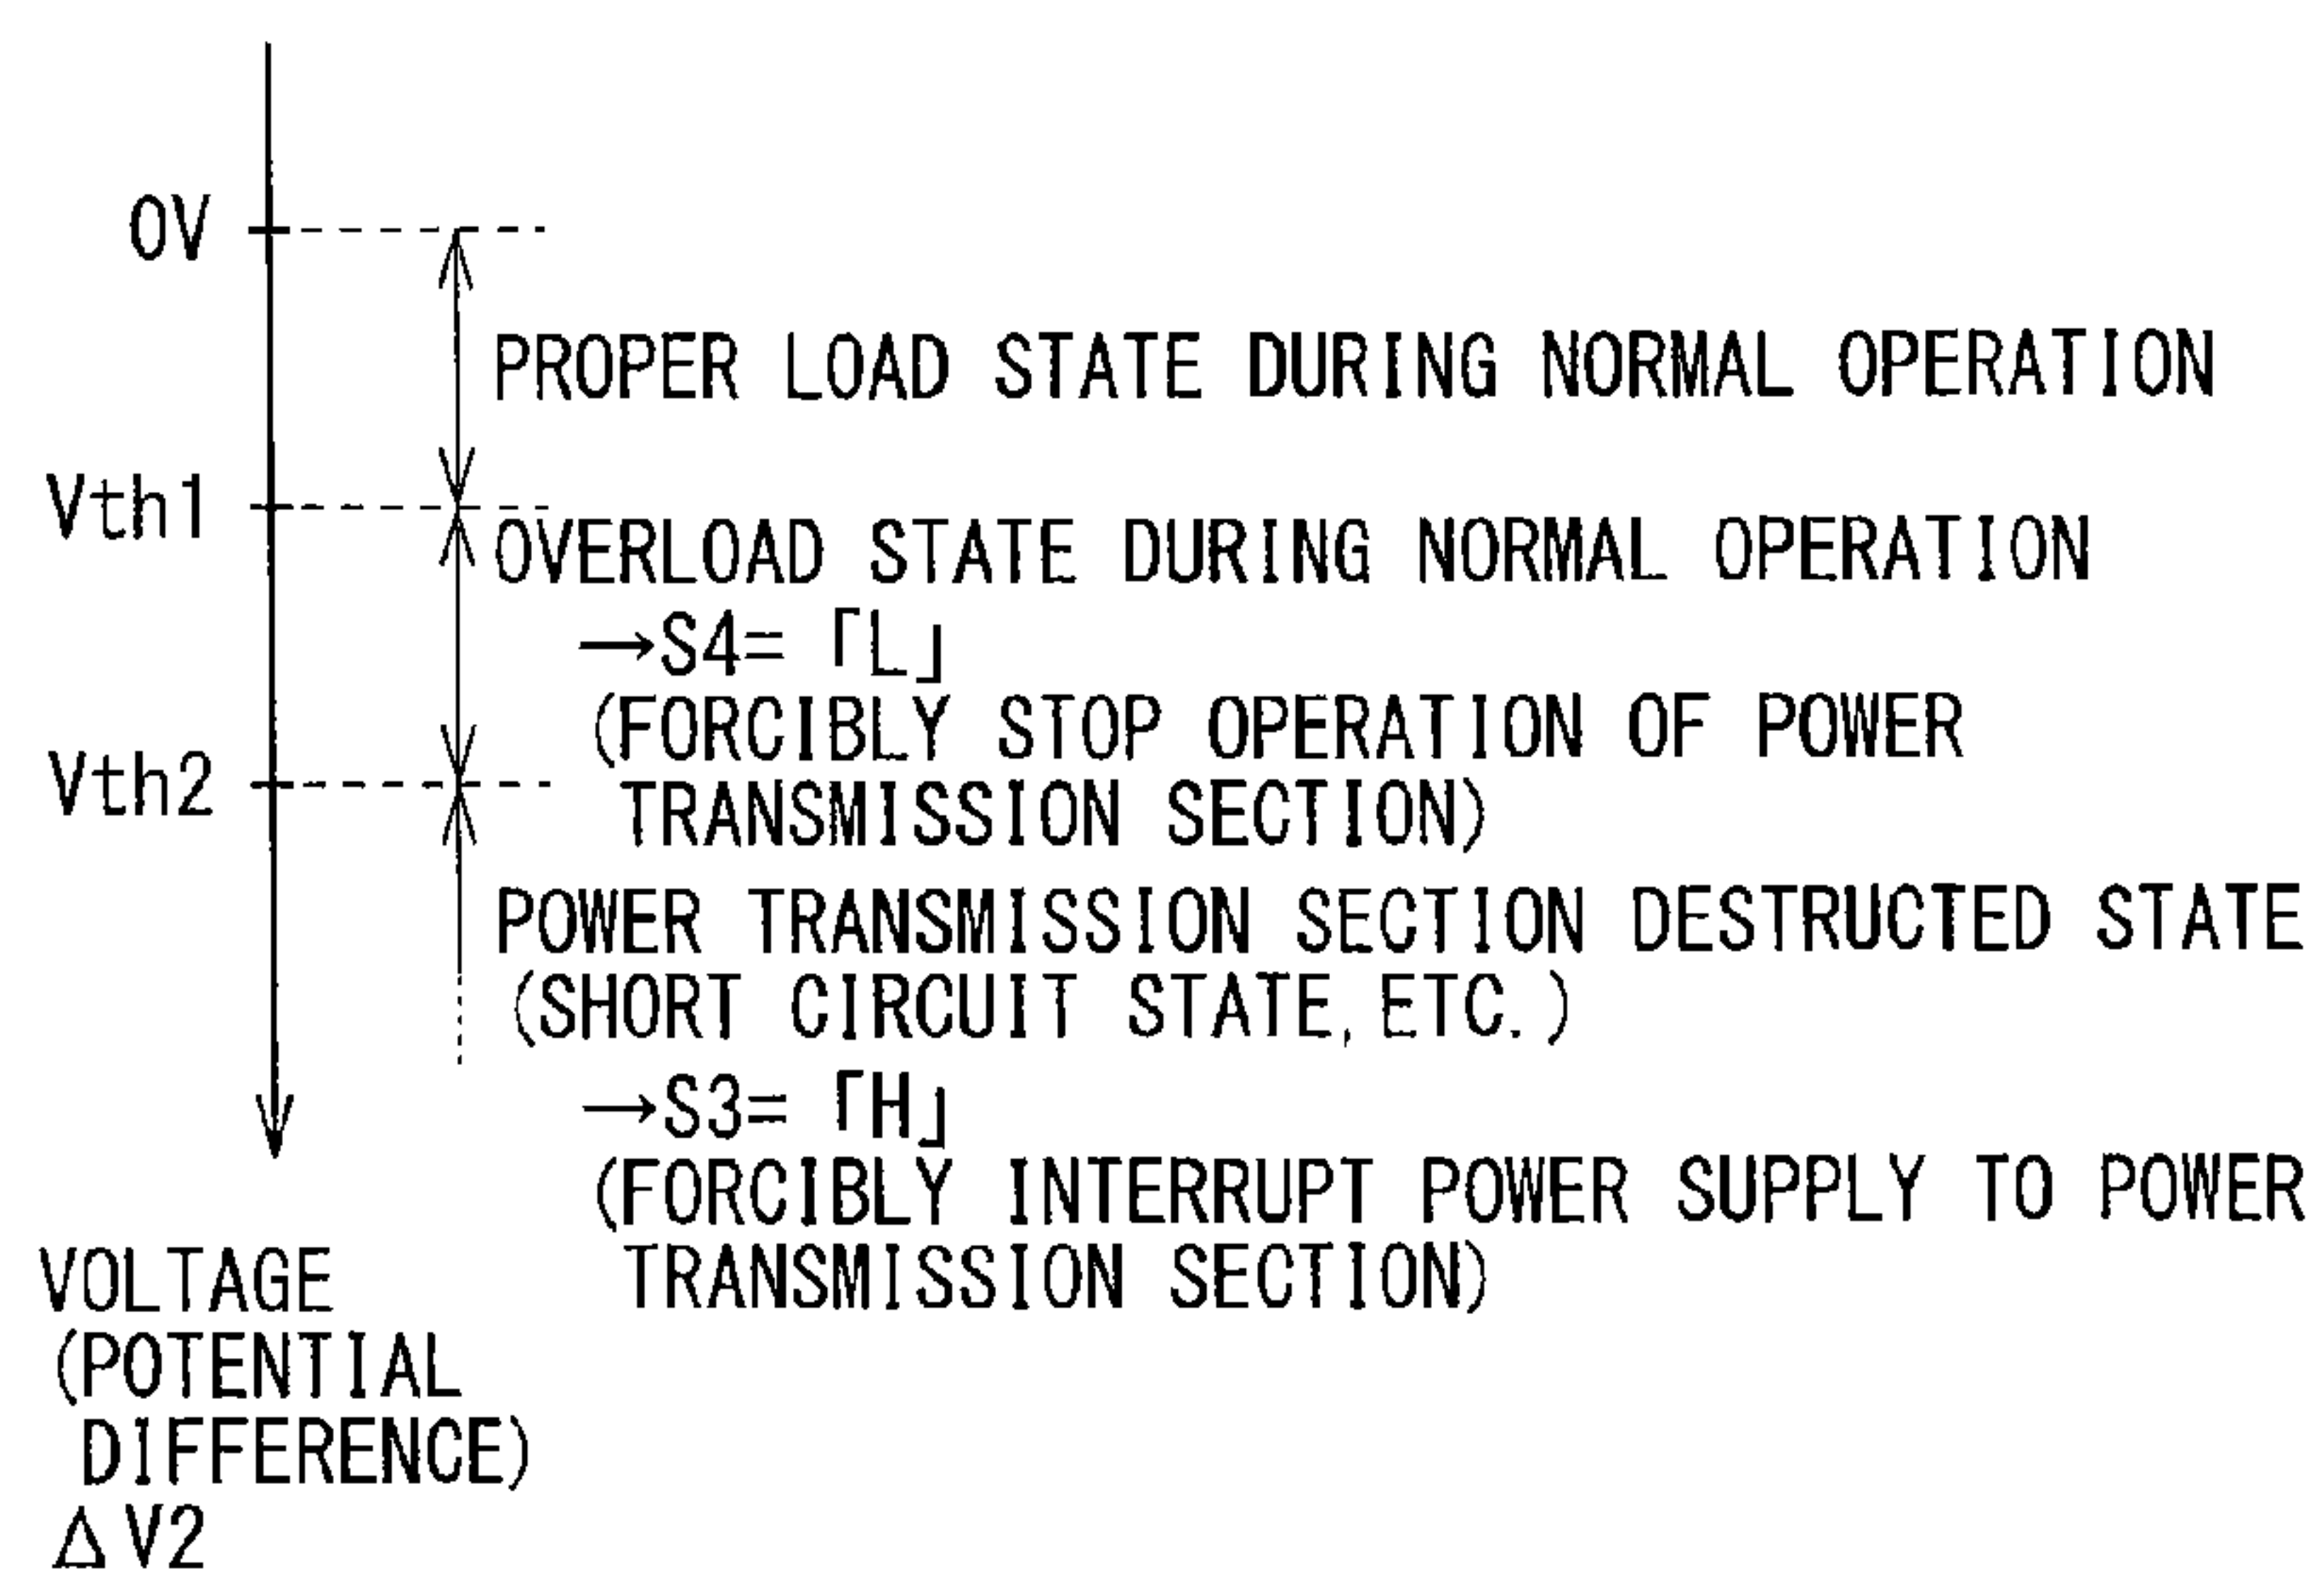 0V
PROPER LOAD STATE DURING NORMAL OPERATION
Vth1
OVERLOAD STATE DURING NORMAL OPERATION
→S4=「L」
(FORCIBLY STOP OPERATION OF POWER
TRANSMISSION SECTION)
Vth2
POWER TRANSMISSION SECTION DESTRUCTED STATE
(SHORT CIRCUIT STATE, ETC.)
→S3=「H」
(FORCIBLY INTERRUPT POWER SUPPLY TO POWER
TRANSMISSION SECTION)
VOLTAGE
(POTENTIAL
DIFFERENCE)
ΔV2